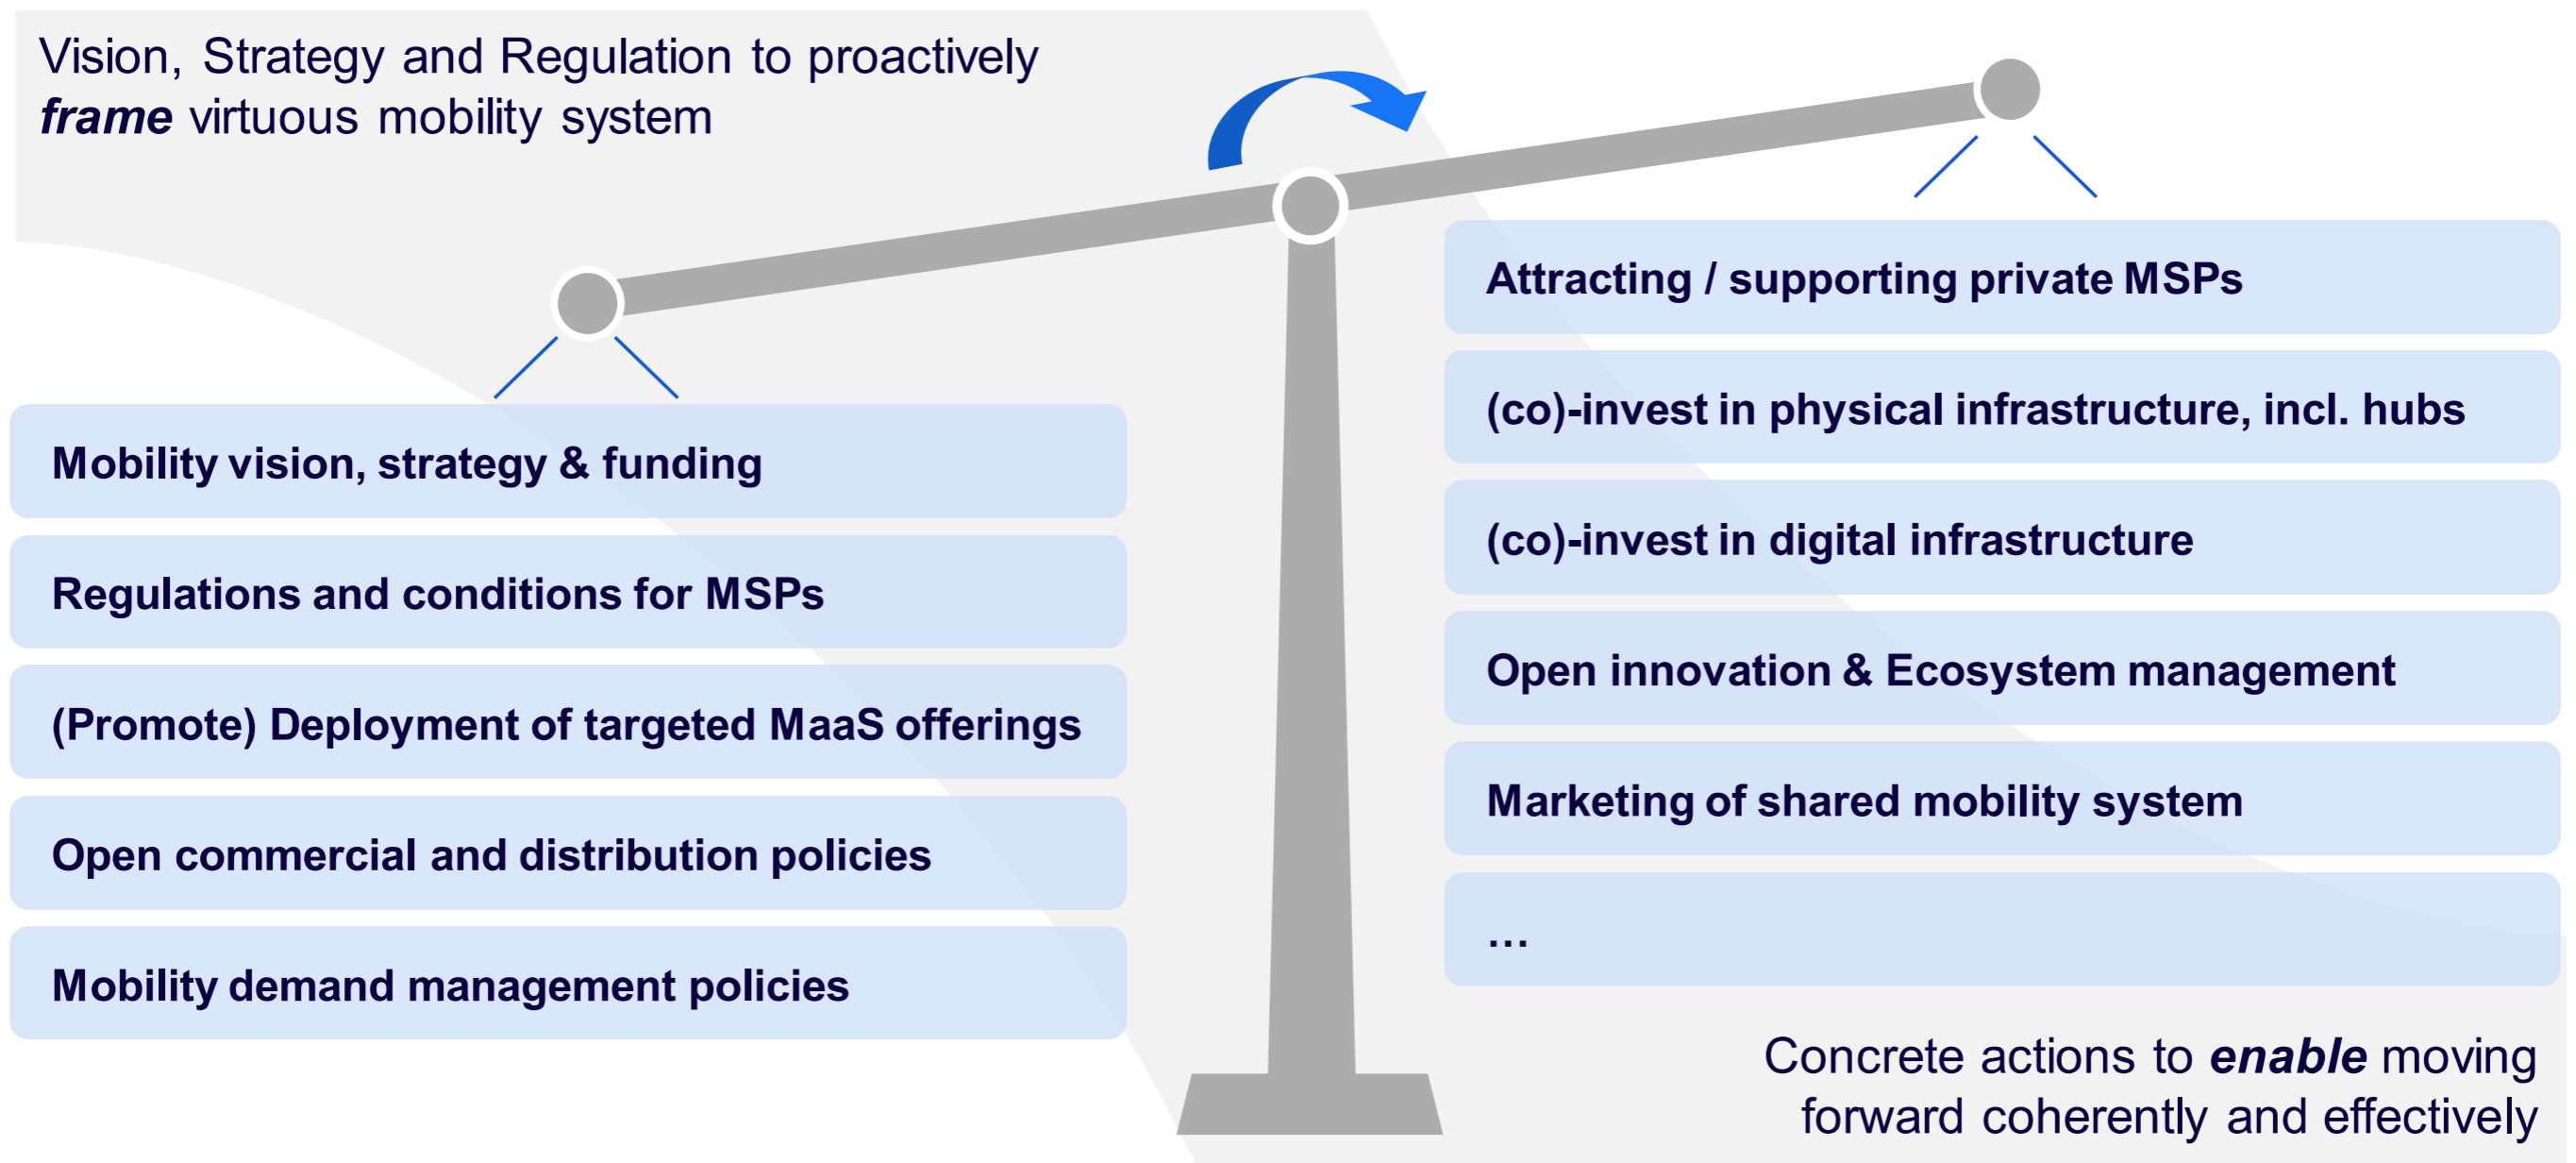 Vision, Strategy and Regulation to proactively
frame virtuous mobility system
Mobility vision, strategy & funding
Regulations and conditions for MSPs
(Promote) Deployment of targeted MaaS offerings
Open commercial and distribution policies
Mobility demand management policies
Attracting / supporting private MSPs
(co)-invest in physical infrastructure, incl. hubs
(co)-invest in digital infrastructure
Open innovation & Ecosystem management
Marketing of shared mobility system
…
Concrete actions to enable moving
forward coherently and effectively